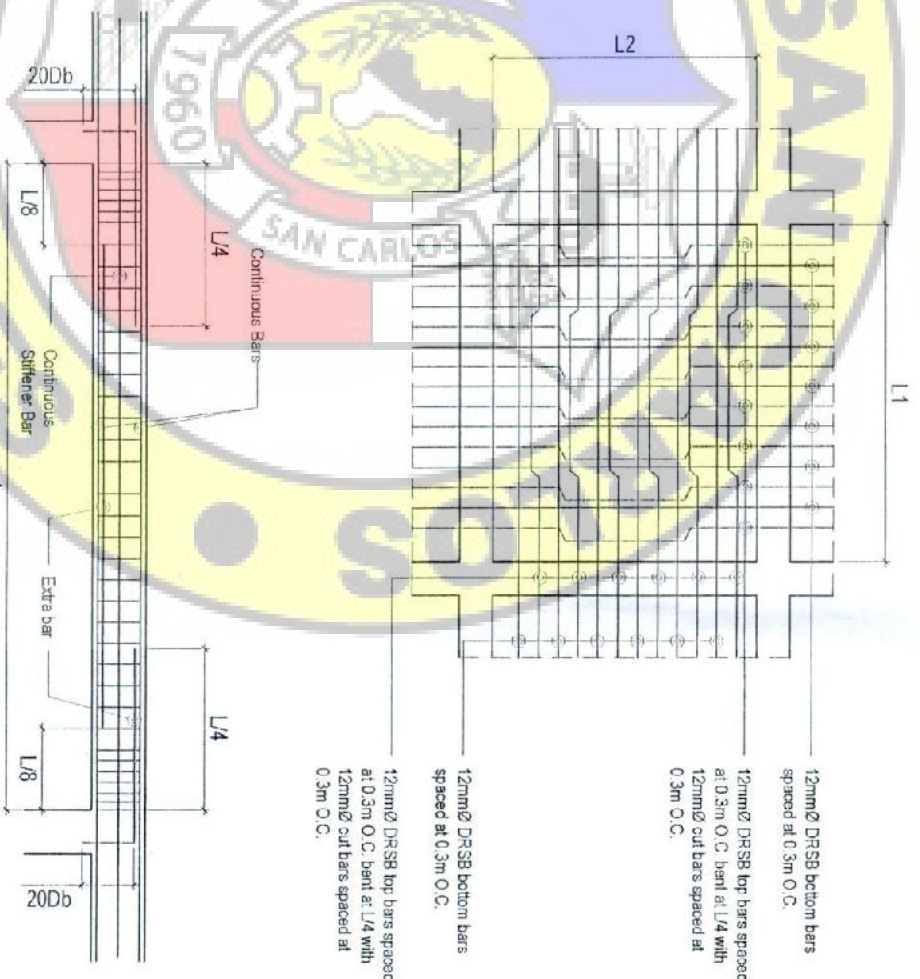 L2
L1
12mmØ DRSB bottom bars
spaced at 0.3m O.C.
12mmØ DRSB top bars spaced
at 0.3m O.C. bent at L/4 with
12mmØ cut bars spaced at
0.3m O.C.
12mmØ DRSB bottom bars
spaced at 0.3m O.C.
12mmØ DRSB top bars spaced
at 0.3m O.C. bent at L/4 with
12mmØ cut bars spaced at
0.3m O.C.
20Db
L/4
L/4
Continuous Bars
L/8
Continuous
Stiffener Bar
Extra bar
L/8
20Db
SAN CARLOS
1960
SAN CARLOS